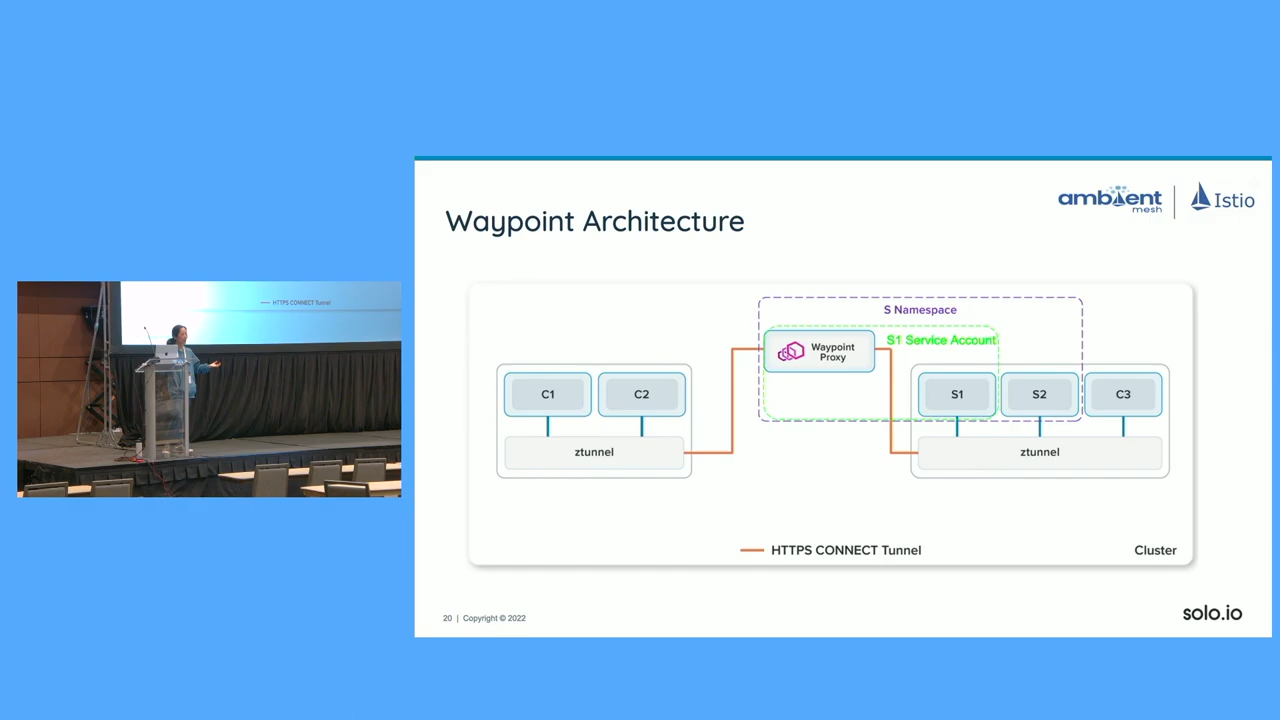 HTTPS CONNECT Tunnel
ambient
mesh
Istio
Waypoint Architecture
S Namespace
S1 Service Account
Waypoint
Proxy
C1
C2
S1
S2
C3
ztunnel
ztunnel
HTTPS CONNECT Tunnel
Cluster
20 | Copyright © 2022
solo.io